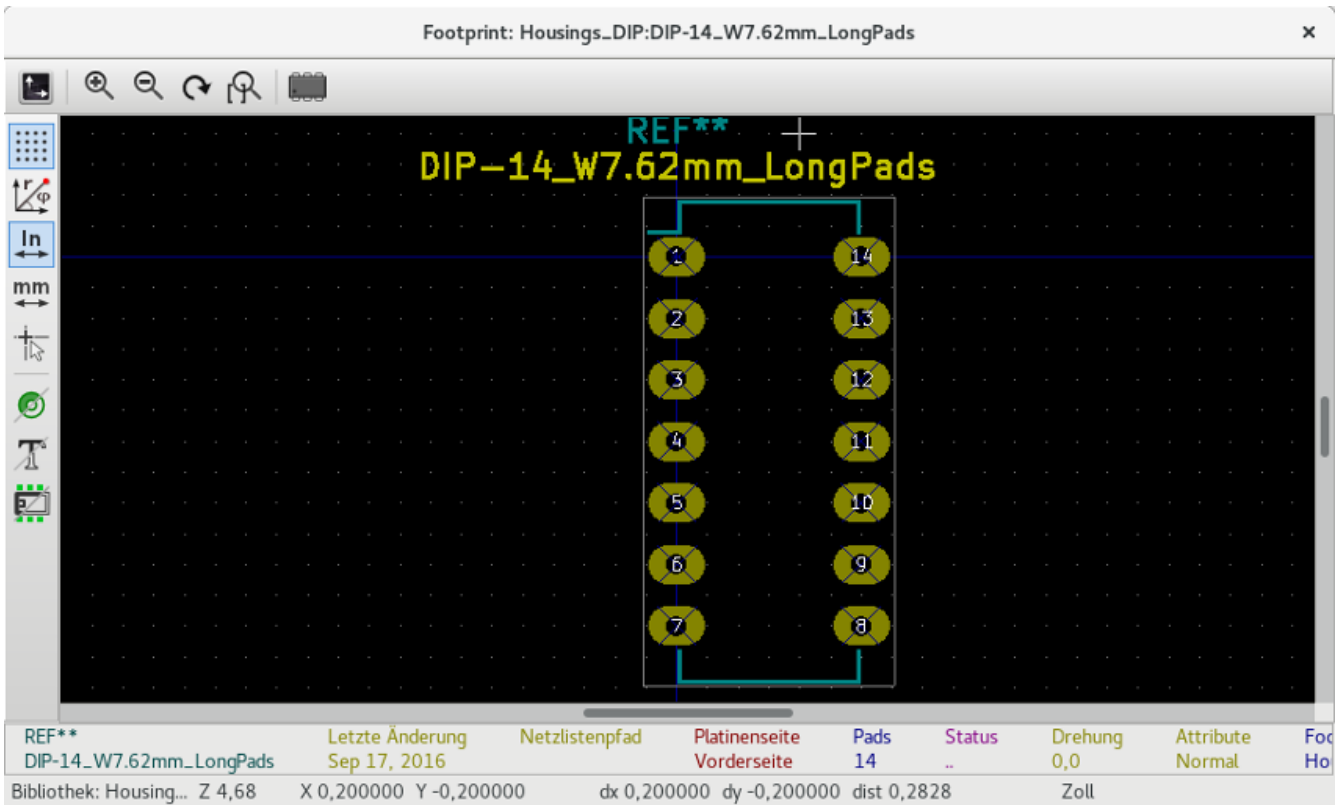 Footprint: Housings_DIP:DIP-14_W7.62mm_LongPads ×
REF**
DIP-14_W7.62mm_LongPads
r
φ
In
mm
1 14
2 13
3 12
4 11
5 10
6 9
7 8
REF** Letzte Änderung Netzlistenpfad Platinenseite Pads Status Drehung Attribute Foo
DIP-14_W7.62mm_LongPads Sep 17, 2016 Vorderseite 14 .. 0,0 Normal Ho
Bibliothek: Housing... Z 4,68 X 0,200000 Y -0,200000 dx 0,200000 dy -0,200000 dist 0,2828 Zoll